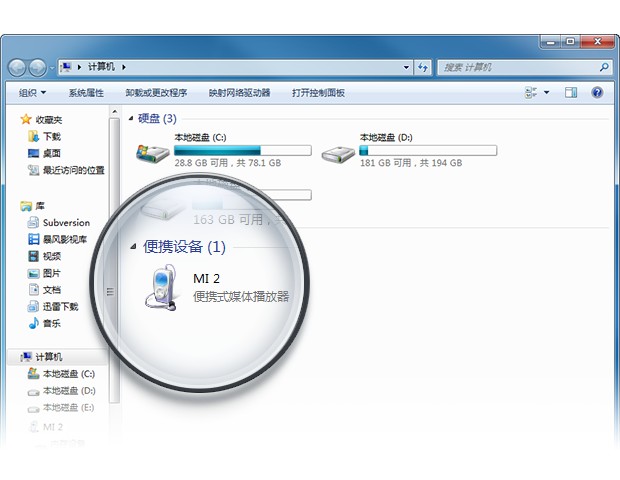 计算机
搜索 计算机
组织 系统属性 卸载或更改程序 映射网络驱动器 打开控制面板
收藏夹
下载
桌面
最近访问的位置
库
Subversion
暴风影视库
视频
图片
文档
迅雷下载
音乐
计算机
本地磁盘 (C:)
本地磁盘 (D:)
本地磁盘 (E:)
MI 2
硬盘 (3)
本地磁盘 (C:)
28.8 GB 可用，共 78.1 GB
本地磁盘 (D:)
181 GB 可用，共 194 GB
163 GB 可用，共
便携设备 (1)
MI 2
便携式媒体播放器